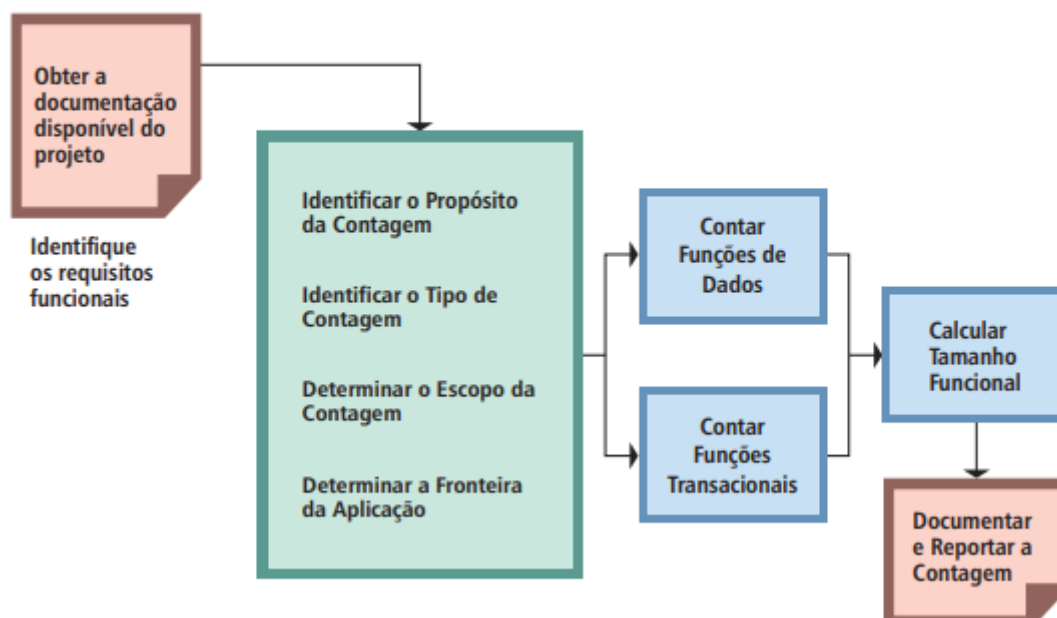 Obter a
documentação
disponível do
projeto
Identifique
os requisitos
funcionais
Identificar o Propósito
da Contagem
Identificar o Tipo de
Contagem
Determinar o Escopo da
Contagem
Determinar a Fronteira
da Aplicação
Contar
Funções de
Dados
Contar
Funções
Transacionais
Calcular
Tamanho
Funcional
Documentar
e Reportar a
Contagem